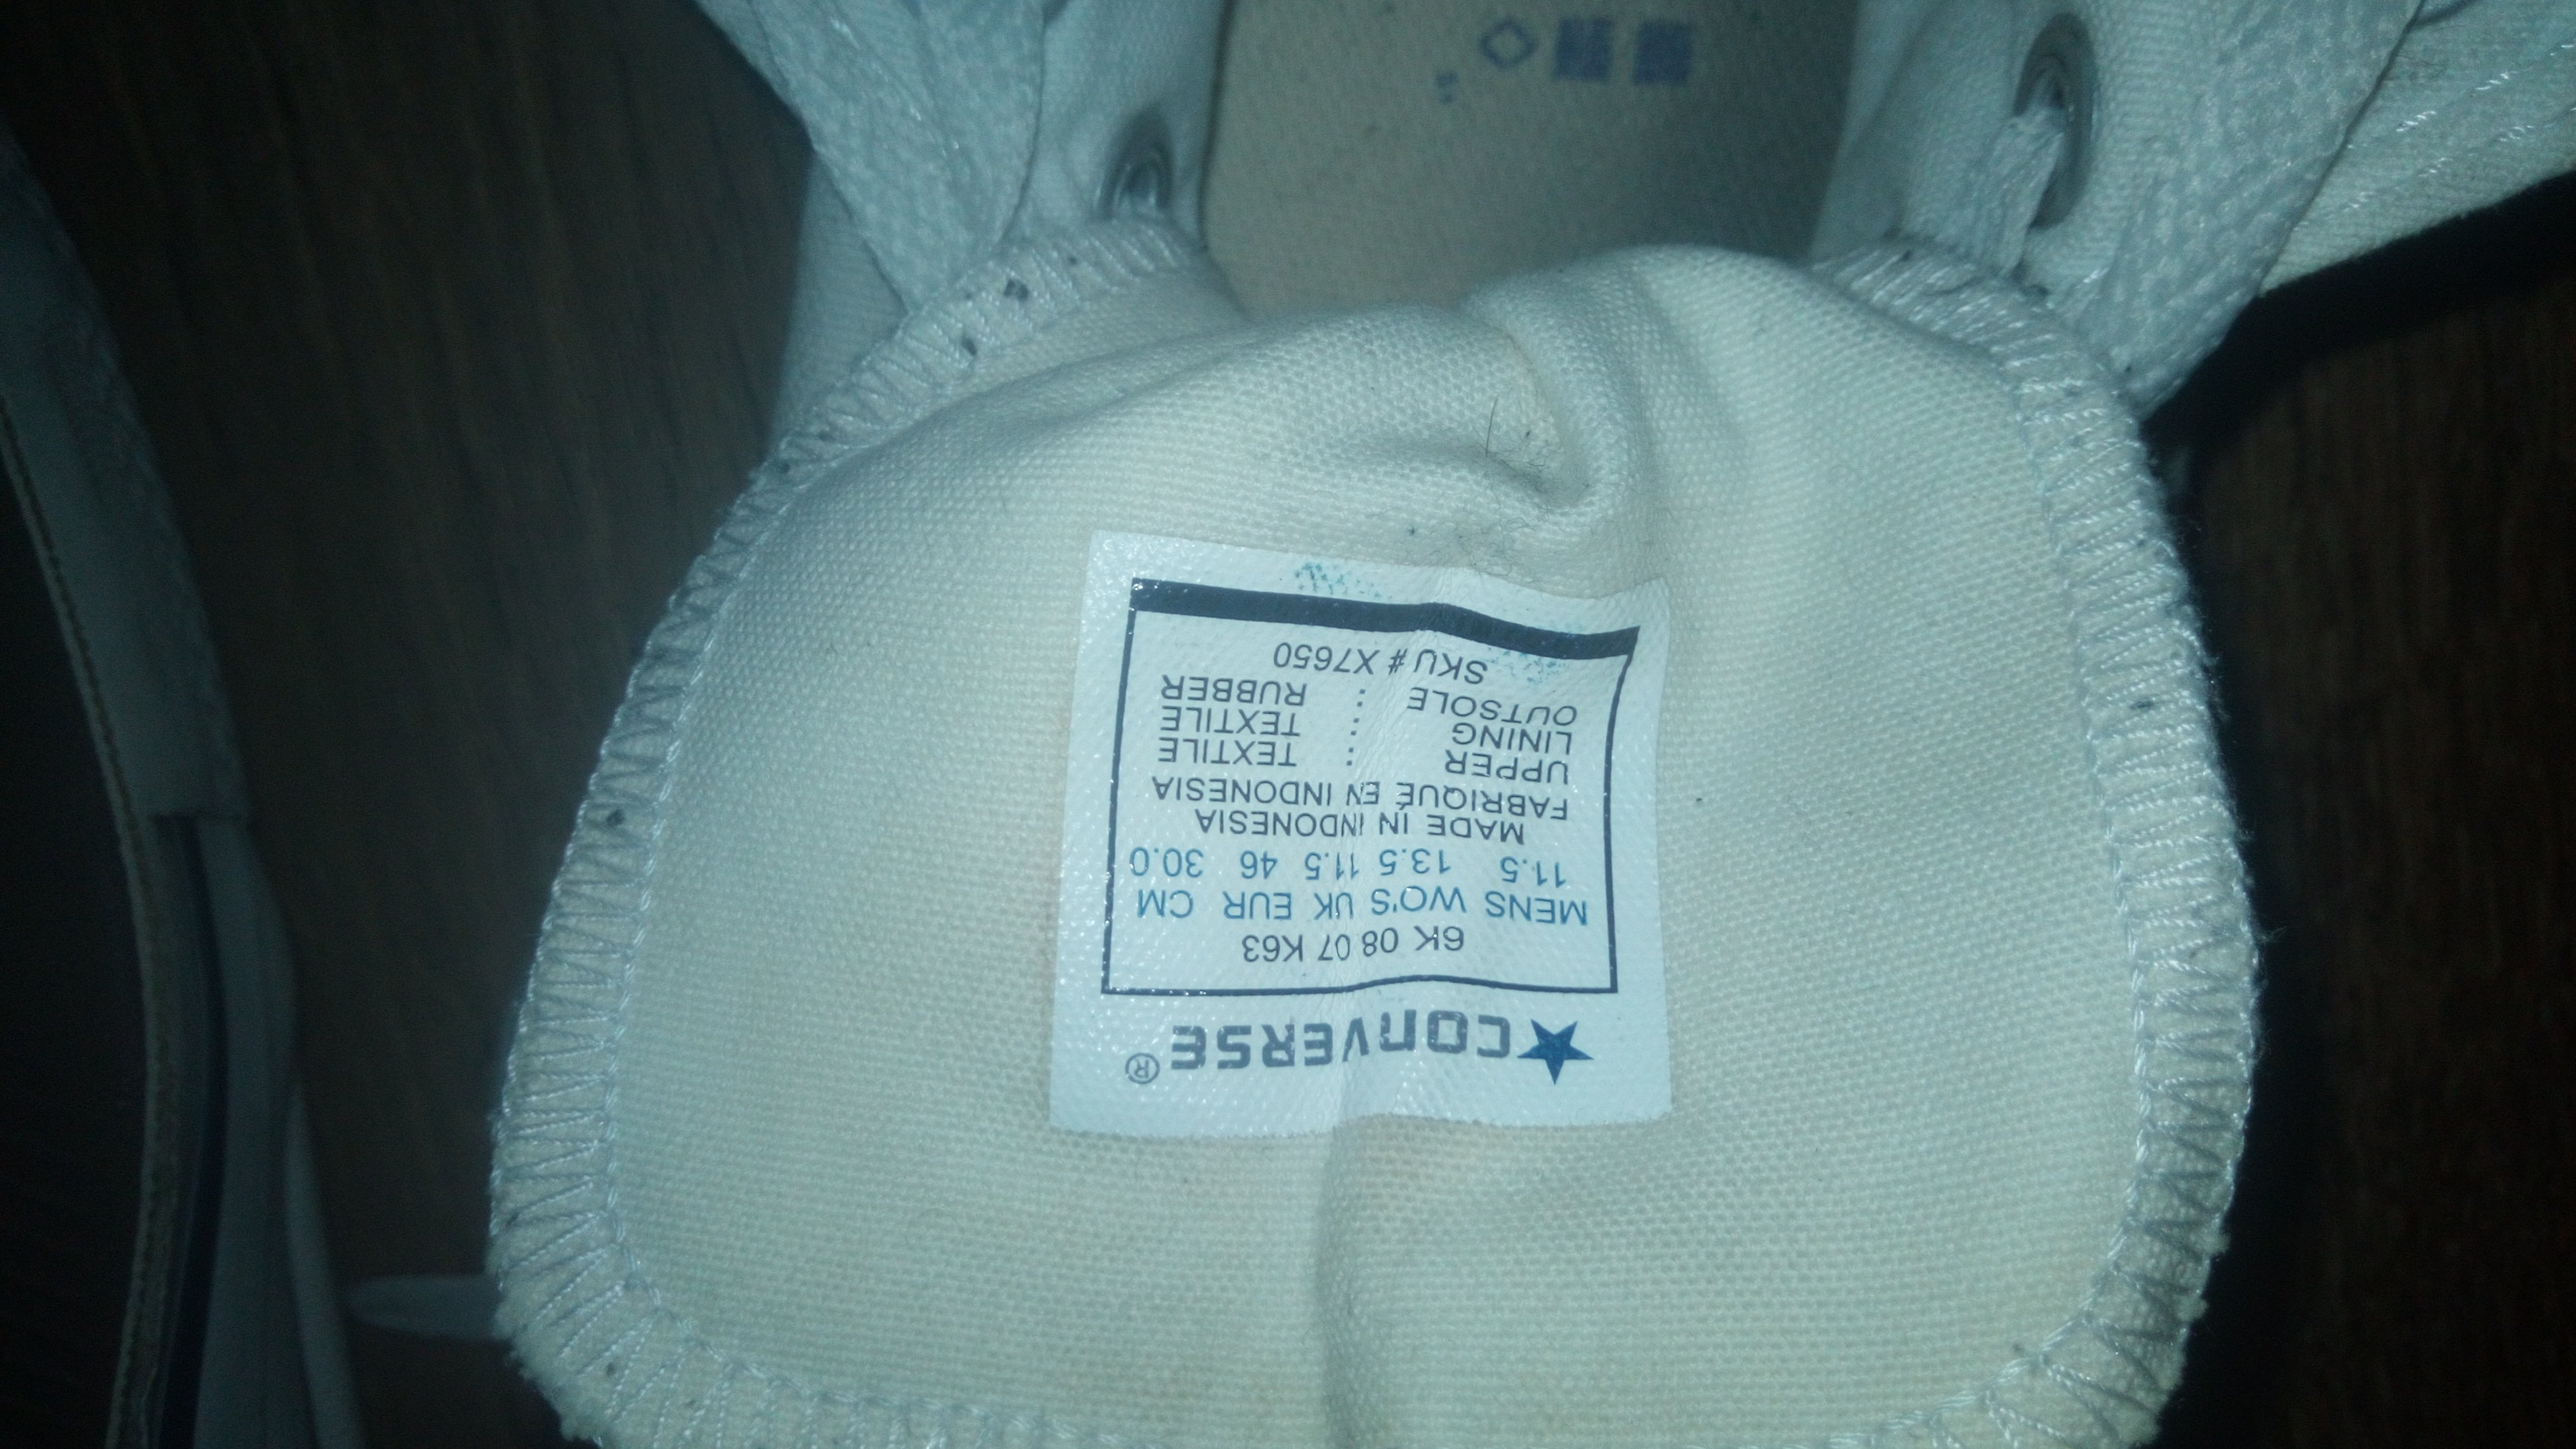 CONVERSE®
6K 08 07 K63
MENS WO'S UK EUR CM
11.5 13.5 11.5 46 30.0
MADE IN INDONESIA
FABRIQUÉ EN INDONESIA
UPPER : TEXTILE
LINING : TEXTILE
OUTSOLE : RUBBER
SKU # X7650